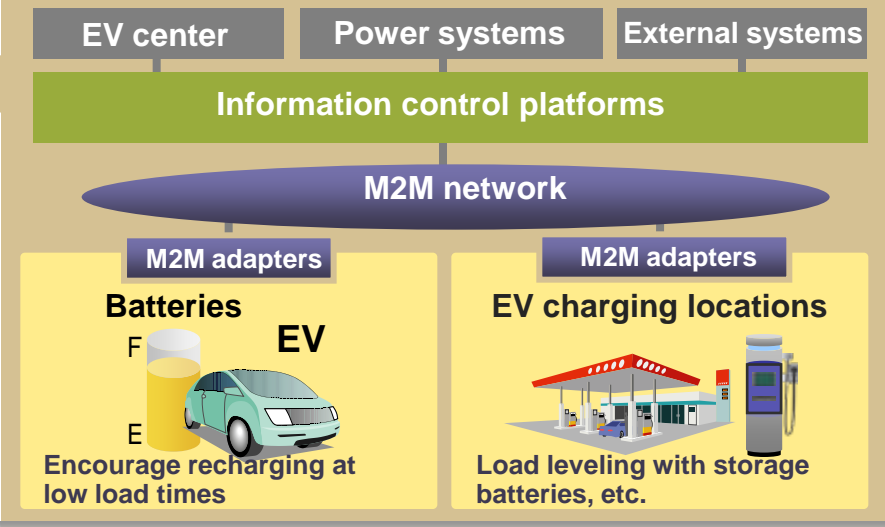 EV center
Power systems
External systems
Information control platforms
M2M network
M2M adapters
M2M adapters
Batteries
EV
F
E
Encourage recharging at
low load times
EV charging locations
Load leveling with storage
batteries, etc.